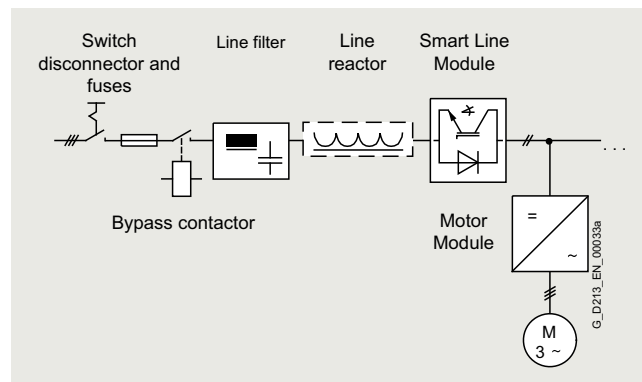 Switch
disconnector and
fuses
Line filter
Line
reactor
Smart Line
Module
Bypass contactor
Motor
Module
=
~
. . .
G_D213_EN_00033a
M
3 ~